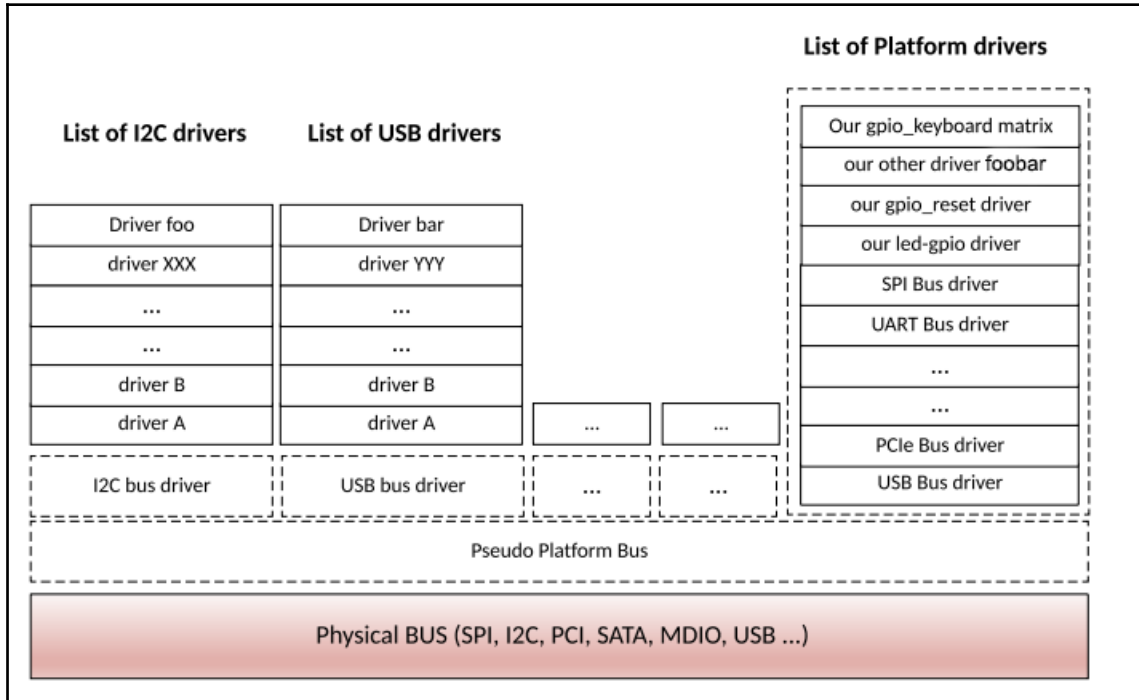 List of Platform drivers
List of I2C drivers
List of USB drivers
Our gpio_keyboard matrix
our other driver foobar
our gpio_reset driver
our led-gpio driver
SPI Bus driver
UART Bus driver
...
...
PCIe Bus driver
USB Bus driver
Driver foo
driver XXX
...
...
driver B
driver A
Driver bar
driver YYY
...
...
driver B
driver A
...
...
I2C bus driver
USB bus driver
...
...
Pseudo Platform Bus
Physical BUS (SPI, I2C, PCI, SATA, MDIO, USB ...)